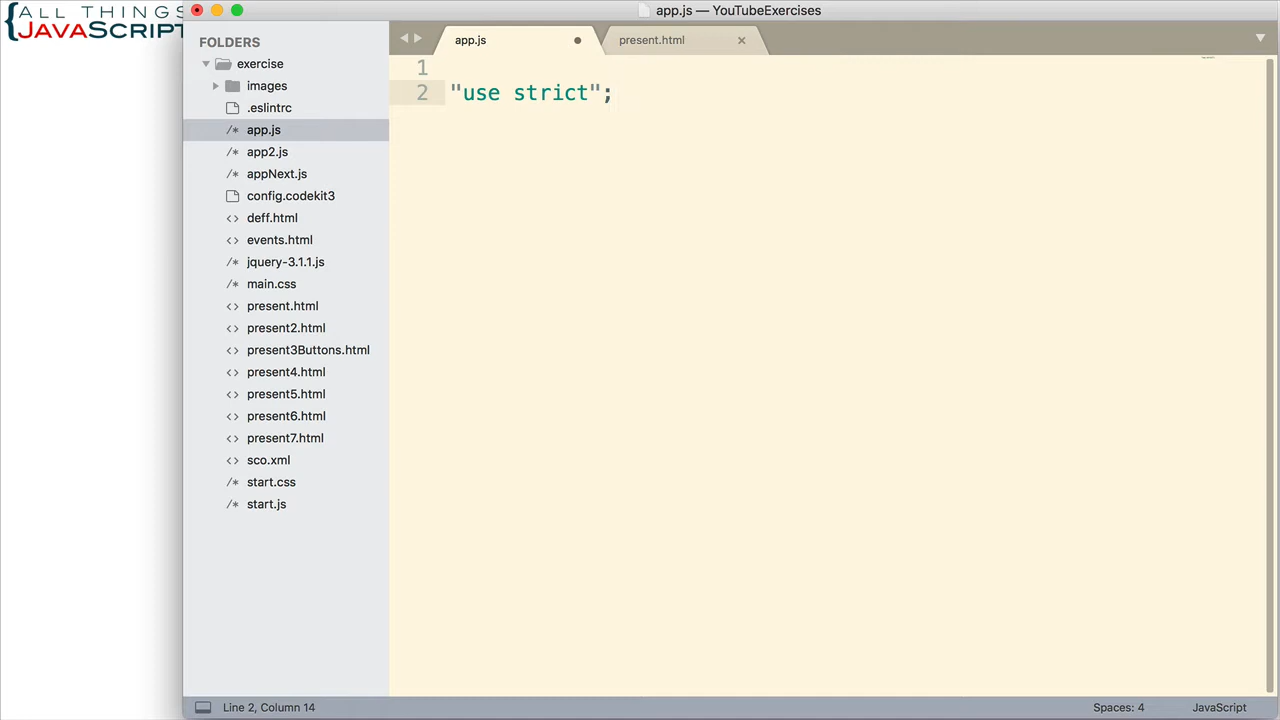 {ALL THINGS
JAVASCRIPT
app.js — YouTubeExercises
FOLDERS
exercise
images
.eslintrc
/* app.js
/* app2.js
/* appNext.js
config.codekit3
<> deff.html
<> events.html
/* jquery-3.1.1.js
/* main.css
<> present.html
<> present2.html
<> present3Buttons.html
<> present4.html
<> present5.html
<> present6.html
<> present7.html
<> sco.xml
/* start.css
/* start.js
app.js
present.html
1
2 "use strict";
Line 2, Column 14
Spaces: 4
JavaScript